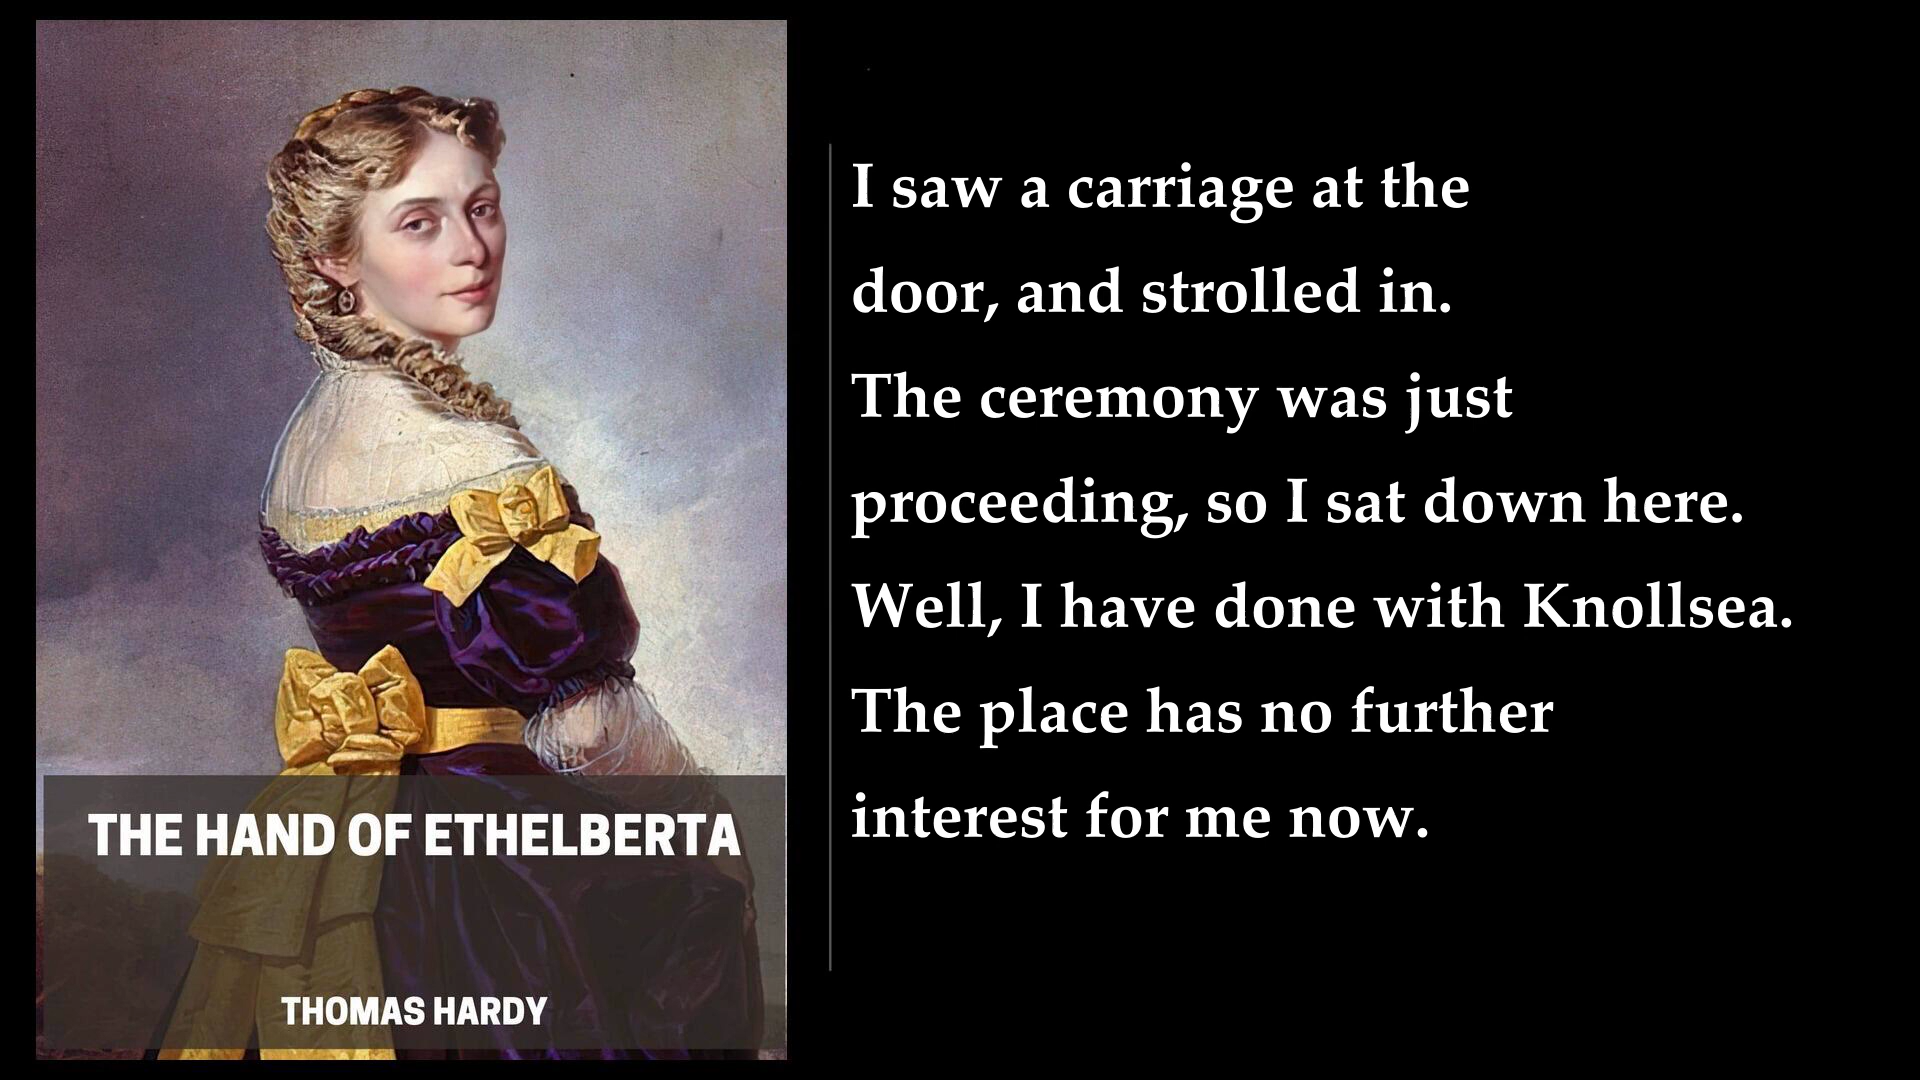 THE HAND OF ETHELBERTA
THOMAS HARDY
I saw a carriage at the
door, and strolled in.
The ceremony was just
proceeding, so I sat down here.
Well, I have done with Knollsea.
The place has no further
interest for me now.